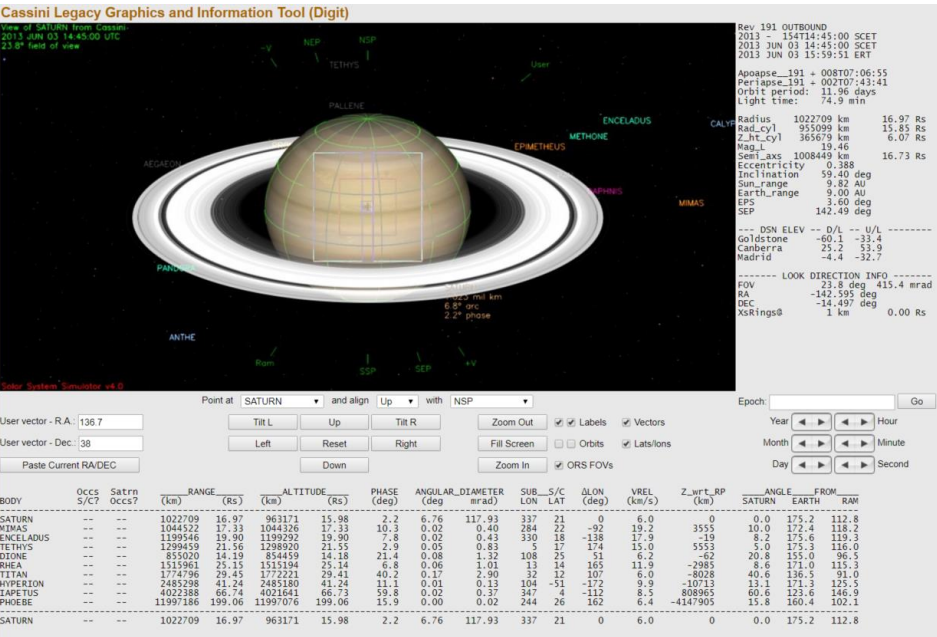 Cassini Legacy Graphics and Information Tool (Digit)
View of SATURN from Cassini
2013 JUN 03 14:45:00 UTC
23.8° field of view
-V
NEP
NSP
User
TETHYS
PALLENE
ENCELADUS
CALYP
METHONE
EPIMETHEUS
AEGAEON
DAPHNIS
MIMAS
PANDORA
mil km
6.8° arc
2.2° phase
ANTHE
Ram
SSP
SEP
+V
Solar System Simulator v4.0
Rev 191 OUTBOUND
2013 - 154T14:45:00 SCET
2013 JUN 03 14:45:00 SCET
2013 JUN 03 15:59:51 ERT
Apoapse__191 + 008T07:06:55
Periapse_191 + 002T07:43:41
Orbit period: 11.96 days
Light time: 74.9 min
Radius 1022709 km 16.97 Rs
Rad_cyl 955099 km 15.85 Rs
Z_ht_cyl 365679 km 6.07 Rs
Mag_L 19.46
Semi_axs 1008449 km 16.73 Rs
Eccentricity 0.388
Inclination 59.40 deg
Sun_range 9.82 AU
Earth_range 9.00 AU
EPS 3.60 deg
SEP 142.49 deg
--- DSN ELEV -- D/L -- U/L --------
Goldstone -60.1 -33.4
Canberra 25.2 53.9
Madrid -4.4 -32.7
------- LOOK DIRECTION INFO -------
FOV 23.8 deg 415.4 mrad
RA -142.595 deg
DEC -14.497 deg
XsRings@ 1 km 0.00 Rs
Point at SATURN and align Up with NSP
Epoch: Go
User vector - R.A.: 136.7 Tilt L Up Tilt R Zoom Out Labels Vectors Year Hour
User vector - Dec.: 38 Left Reset Right Fill Screen Orbits Lats/lons Month Minute
Paste Current RA/DEC Down Zoom In ORS FOVs Day Second
Occs Satrn ____RANGE____ ___ALTITUDE___ PHASE ANGULAR_DIAMETER SUB__S/C ΔLON VREL Z_wrt_RP ____ANGLE___FROM____
BODY S/C? Occs? (km) (Rs) (km) (Rs) (deg) (deg mrad) LON LAT (deg) (km/s) (km) SATURN EARTH RAM
SATURN -- -- 1022709 16.97 963171 15.98 2.2 6.76 117.93 337 21 0 6.0 0 0.0 175.2 112.8
MIMAS -- -- 1044522 17.33 1044326 17.33 10.3 0.02 0.40 284 22 -92 19.2 3555 10.0 172.4 118.2
ENCELADUS -- -- 1199546 19.90 1199292 19.90 7.8 0.02 0.43 330 18 -138 17.9 -19 8.2 175.6 119.3
TETHYS -- -- 1299459 21.56 1298920 21.55 2.9 0.05 0.83 5 17 174 15.0 5553 5.0 175.3 116.0
DIONE -- -- 855020 14.19 854459 14.18 21.4 0.08 1.32 108 25 51 6.2 -62 20.8 155.0 96.5
RHEA -- -- 1515961 25.15 1515194 25.14 6.8 0.06 1.01 13 14 165 11.9 -2985 8.6 171.0 115.3
TITAN -- -- 1774796 29.45 1772221 29.41 40.2 0.17 2.90 32 12 107 6.0 -8028 40.6 136.5 91.0
HYPERION -- -- 2485298 41.24 2485180 41.24 11.1 0.01 0.13 104 -51 -172 9.9 -10713 13.1 171.3 125.5
IAPETUS -- -- 4022388 66.74 4021641 66.73 59.8 0.02 0.37 347 4 -112 8.5 808965 60.6 123.6 146.9
PHOEBE -- -- 11997186 199.06 11997076 199.06 15.9 0.00 0.02 244 26 162 6.4 -4147905 15.8 160.4 102.1
SATURN -- -- 1022709 16.97 963171 15.98 2.2 6.76 117.93 337 21 0 6.0 0 0.0 175.2 112.8